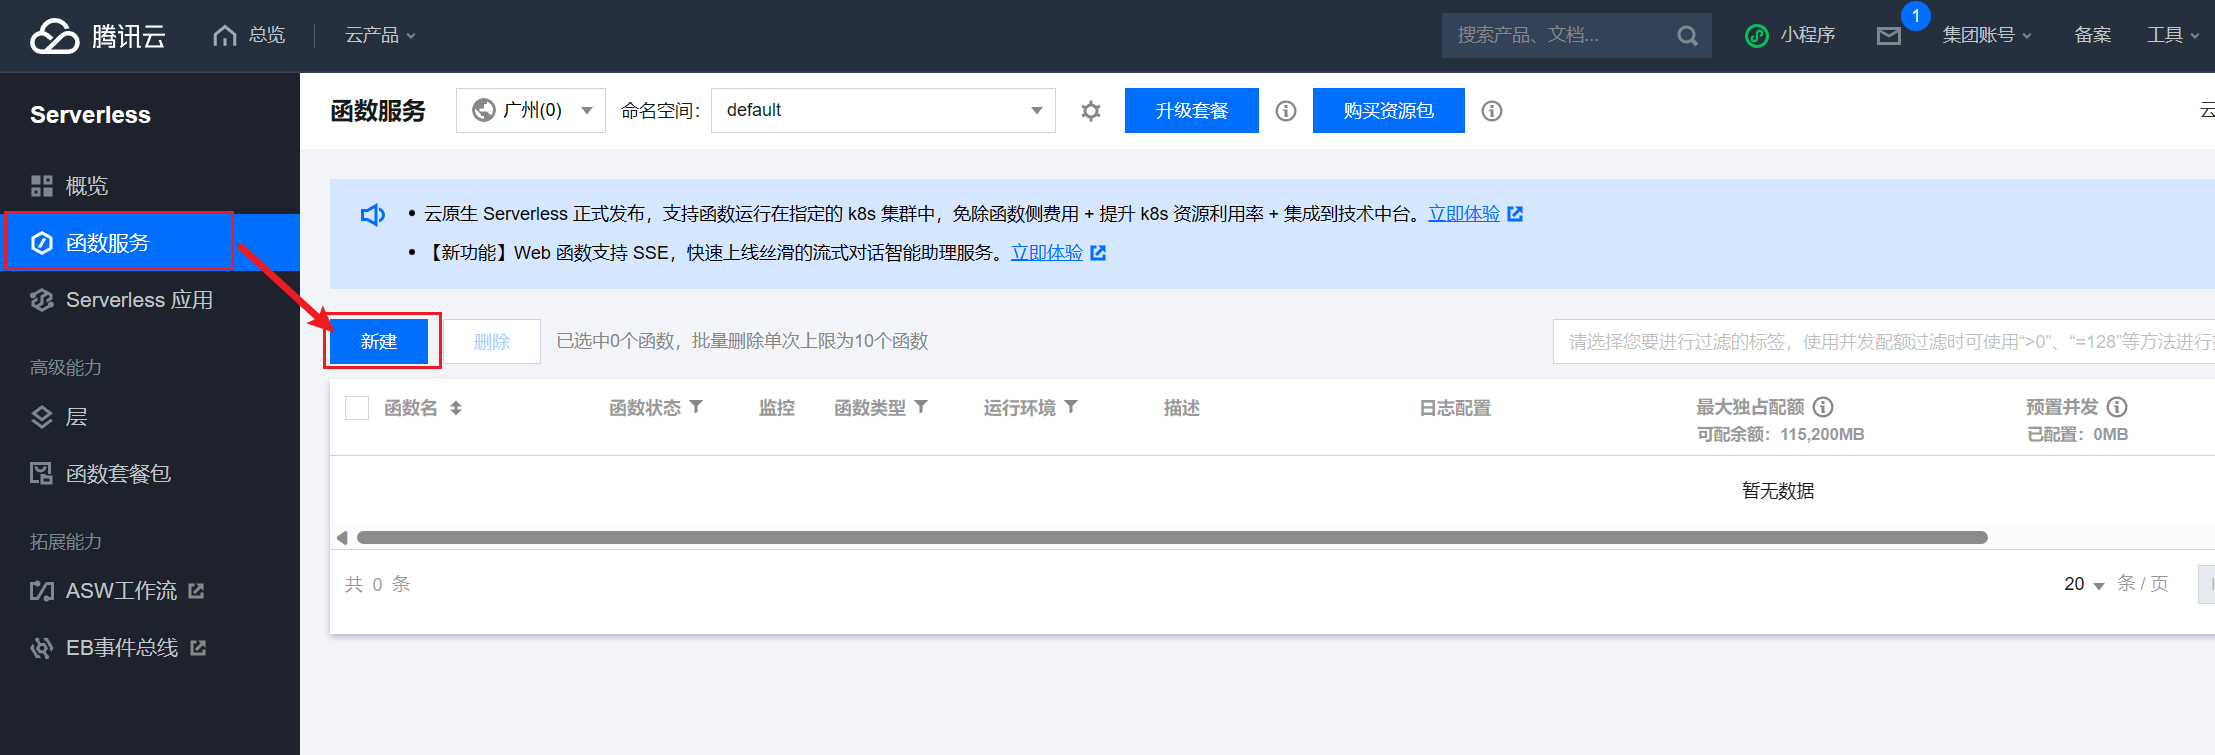 腾讯云 总览 云产品 搜索产品、文档... 小程序 1 集团账号 备案 工具
Serverless
概览
函数服务
Serverless 应用
高级能力
层
函数套餐包
拓展能力
ASW工作流
EB事件总线
函数服务 广州(0) 命名空间: default 升级套餐 购买资源包 云
• 云原生 Serverless 正式发布，支持函数运行在指定的 k8s 集群中，免除函数侧费用 + 提升 k8s 资源利用率 + 集成到技术中台。立即体验
• 【新功能】Web 函数支持 SSE，快速上线丝滑的流式对话智能助理服务。立即体验
新建 删除 已选中0个函数，批量删除单次上限为10个函数 请选择您要进行过滤的标签，使用并发配额过滤时可使用“>0”、“=128”等方法进行
函数名 函数状态 监控 函数类型 运行环境 描述 日志配置 最大独占配额 预置并发
可配余额：115,200MB 已配置：0MB
暂无数据
共 0 条 20 条 / 页